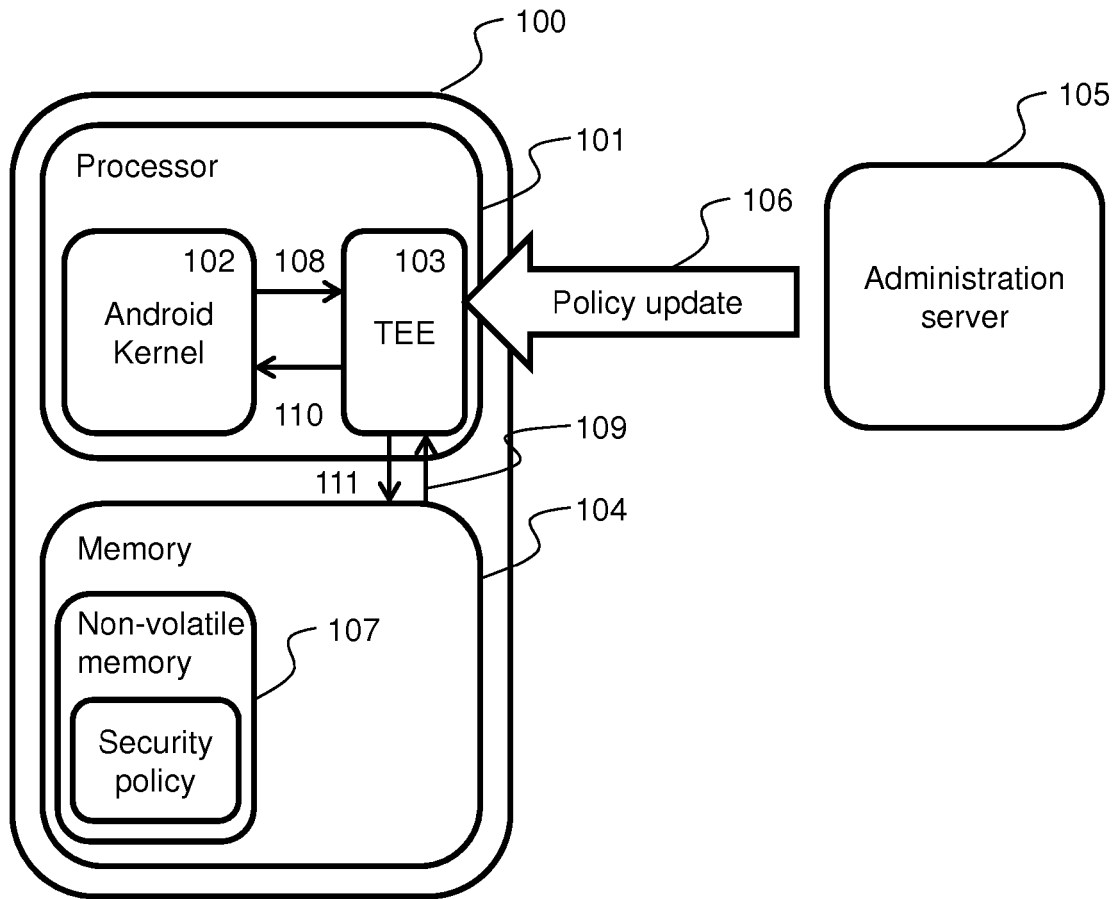 100
105
101
Processor
106
102
108
103
Administration
server
Policy update
Android
Kernel
TEE
110
109
111
104
Memory
Non-volatile
memory
107
Security
policy